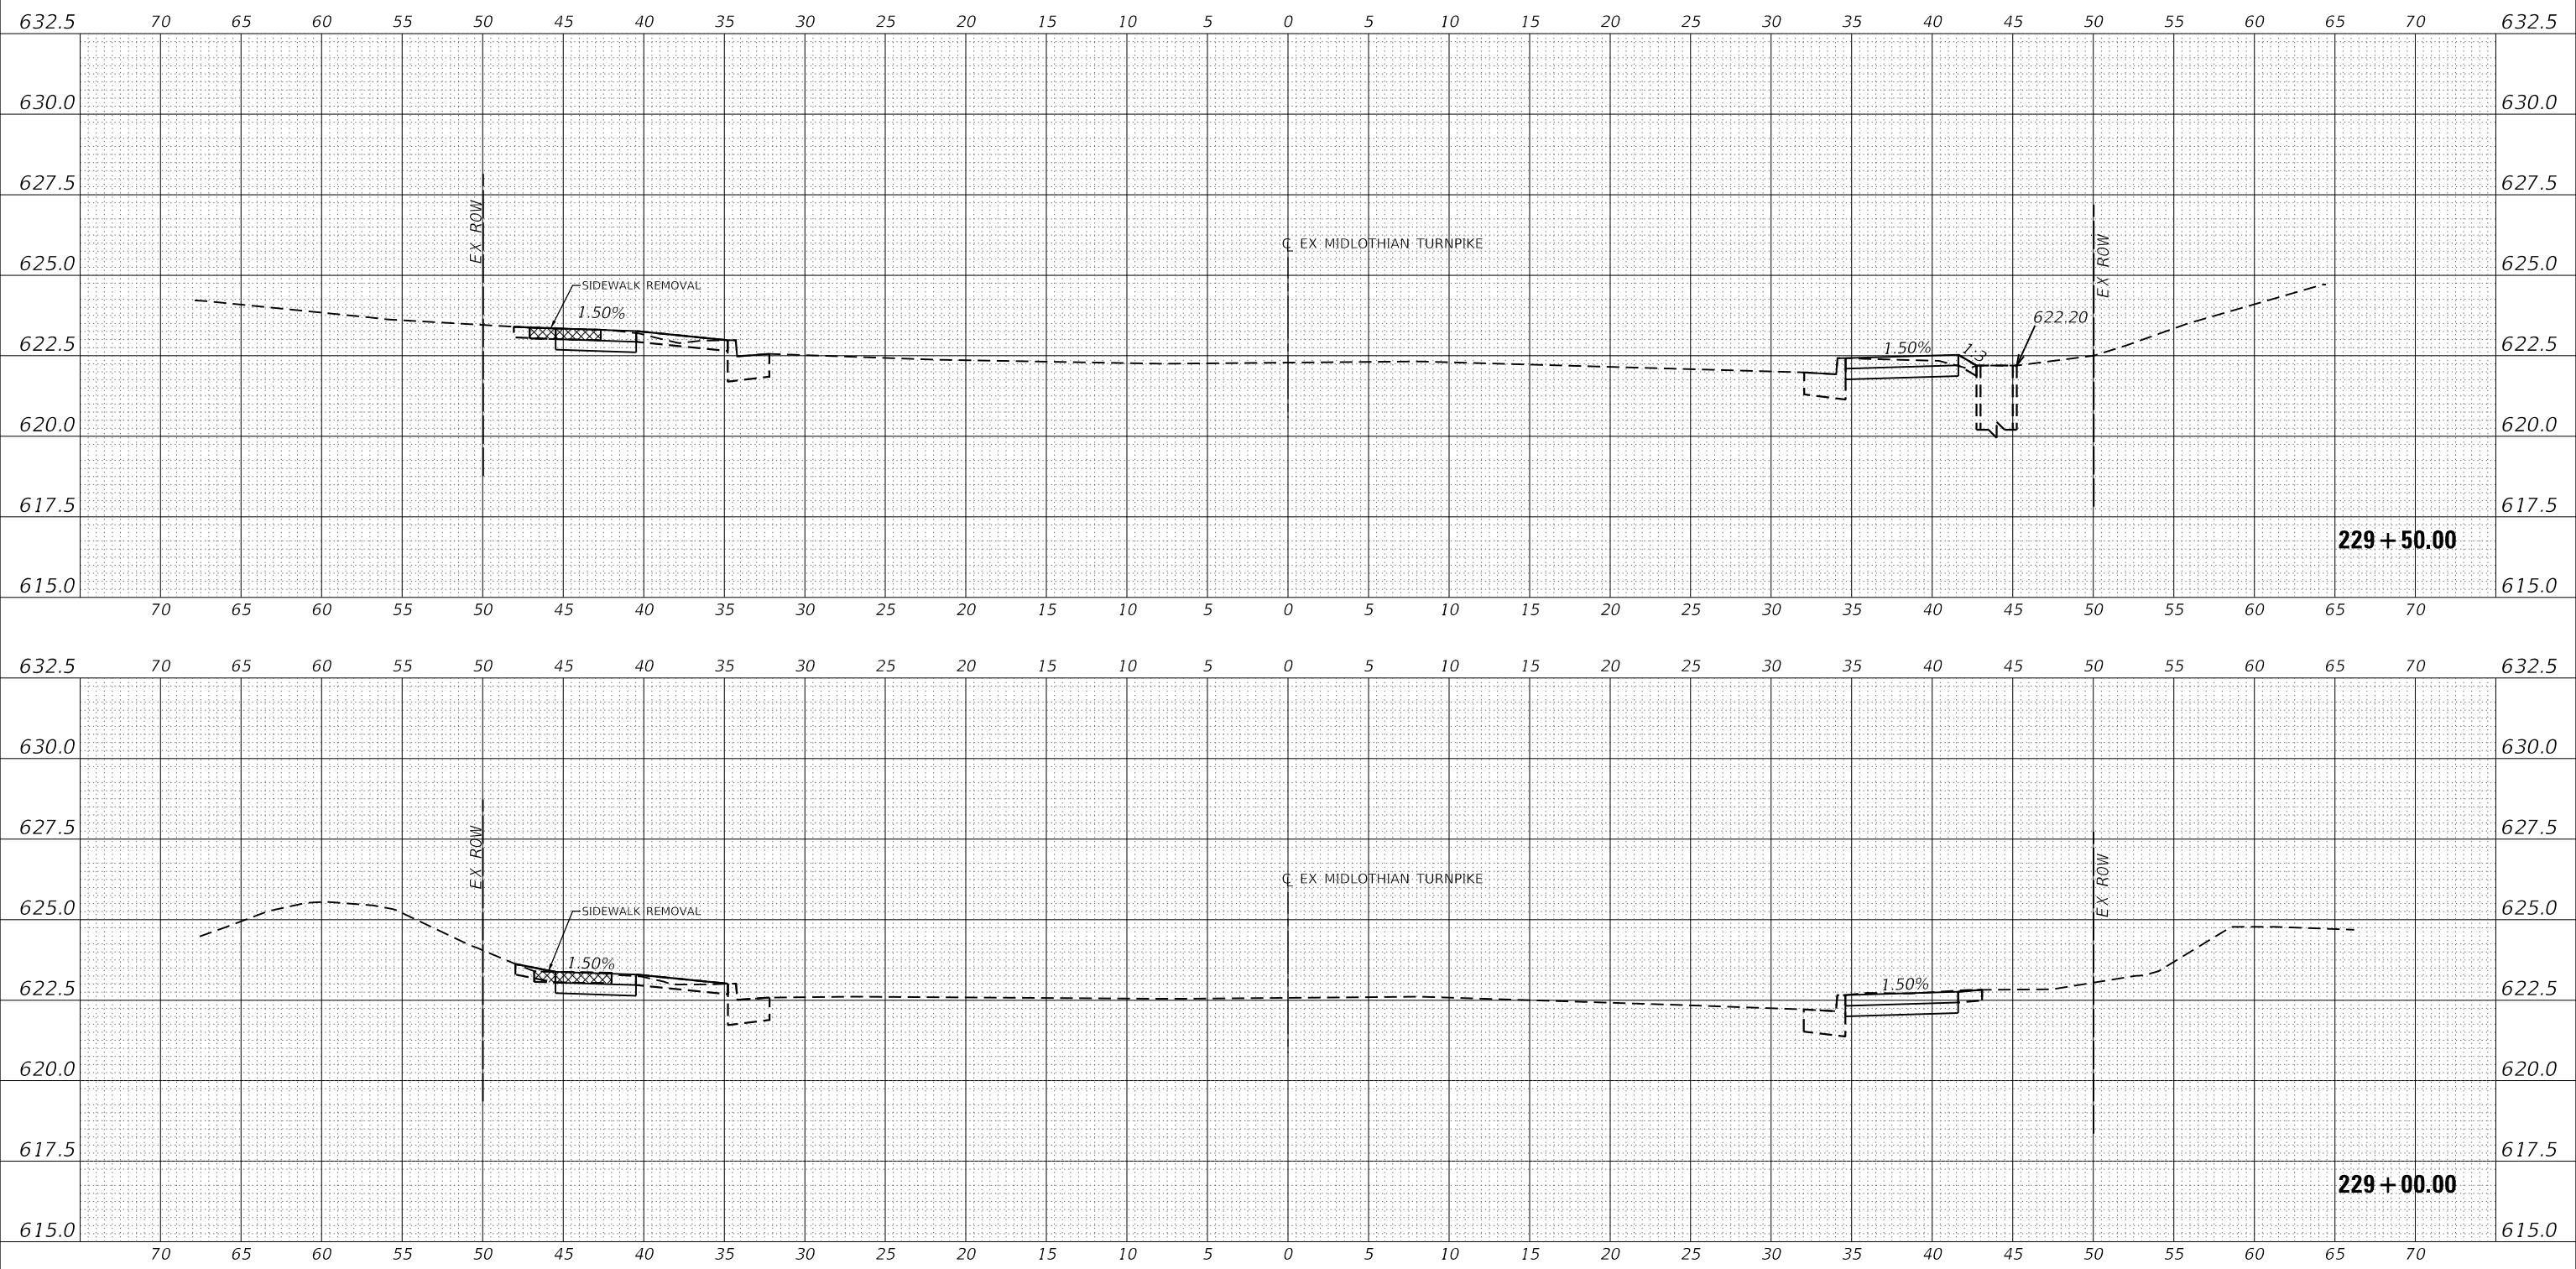 632.5 70 65 60 55 50 45 40 35 30 25 20 15 10 5 0 5 10 15 20 25 30 35 40 45 50 55 60 65 70 632.5
630.0 630.0
627.5 627.5
EX ROW
EX ROW
℄ EX MIDLOTHIAN TURNPIKE
625.0 625.0
SIDEWALK REMOVAL
1.50%
622.20
1.50%
1:3
622.5 622.5
620.0 620.0
617.5 617.5
229+50.00
615.0 615.0
70 65 60 55 50 45 40 35 30 25 20 15 10 5 0 5 10 15 20 25 30 35 40 45 50 55 60 65 70
632.5 70 65 60 55 50 45 40 35 30 25 20 15 10 5 0 5 10 15 20 25 30 35 40 45 50 55 60 65 70 632.5
630.0 630.0
627.5 627.5
EX ROW
EX ROW
℄ EX MIDLOTHIAN TURNPIKE
625.0 625.0
SIDEWALK REMOVAL
1.50%
1.50%
622.5 622.5
620.0 620.0
617.5 617.5
229+00.00
615.0 615.0
70 65 60 55 50 45 40 35 30 25 20 15 10 5 0 5 10 15 20 25 30 35 40 45 50 55 60 65 70